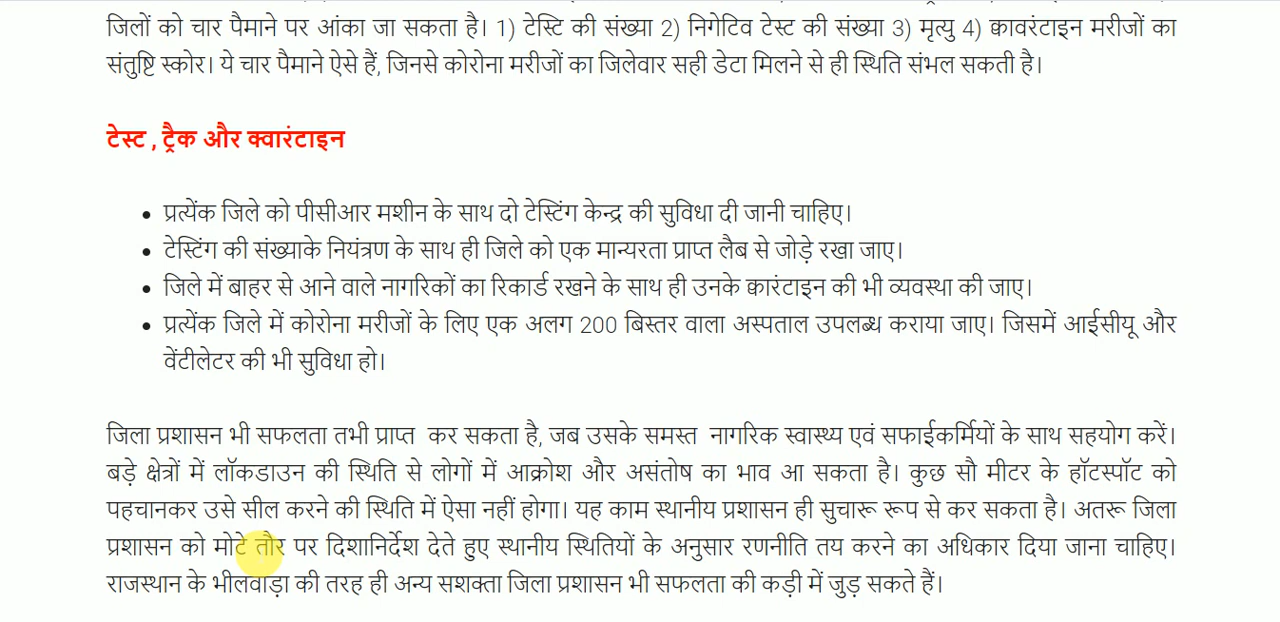 जिलों को चार पैमाने पर आंका जा सकता है। 1) टेस्टि की संख्या 2) निगेटिव टेस्ट की संख्या 3) मृत्यु 4) क्वावरंटाइन मरीजों का
संतुष्टि स्कोर। ये चार पैमाने ऐसे हैं, जिनसे कोरोना मरीजों का जिलेवार सही डेटा मिलने से ही स्थिति संभल सकती है।
टेस्ट , ट्रैक और क्वारंटाइन
• प्रत्येंक जिले को पीसीआर मशीन के साथ दो टेस्टिंग केन्द्र की सुविधा दी जानी चाहिए।
• टेस्टिंग की संख्याके नियंत्रण के साथ ही जिले को एक मान्यरता प्राप्त लैब से जोड़े रखा जाए।
• जिले में बाहर से आने वाले नागरिकों का रिकार्ड रखने के साथ ही उनके क्वारंटाइन की भी व्यवस्था की जाए।
• प्रत्येंक जिले में कोरोना मरीजों के लिए एक अलग 200 बिस्तर वाला अस्पताल उपलब्ध कराया जाए। जिसमें आईसीयू और
वेंटीलेटर की भी सुविधा हो।
जिला प्रशासन भी सफलता तभी प्राप्त कर सकता है, जब उसके समस्त नागरिक स्वास्थ्य एवं सफाईकर्मियों के साथ सहयोग करें।
बड़े क्षेत्रों में लॉकडाउन की स्थिति से लोगों में आक्रोश और असंतोष का भाव आ सकता है। कुछ सौ मीटर के हॉटस्पॉट को
पहचानकर उसे सील करने की स्थिति में ऐसा नहीं होगा। यह काम स्थानीय प्रशासन ही सुचारू रूप से कर सकता है। अतरू जिला
प्रशासन को मोटे तौर पर दिशानिर्देश देते हुए स्थानीय स्थितियों के अनुसार रणनीति तय करने का अधिकार दिया जाना चाहिए।
राजस्थान के भीलवाड़ा की तरह ही अन्य सशक्ता जिला प्रशासन भी सफलता की कड़ी में जुड़ सकते हैं।